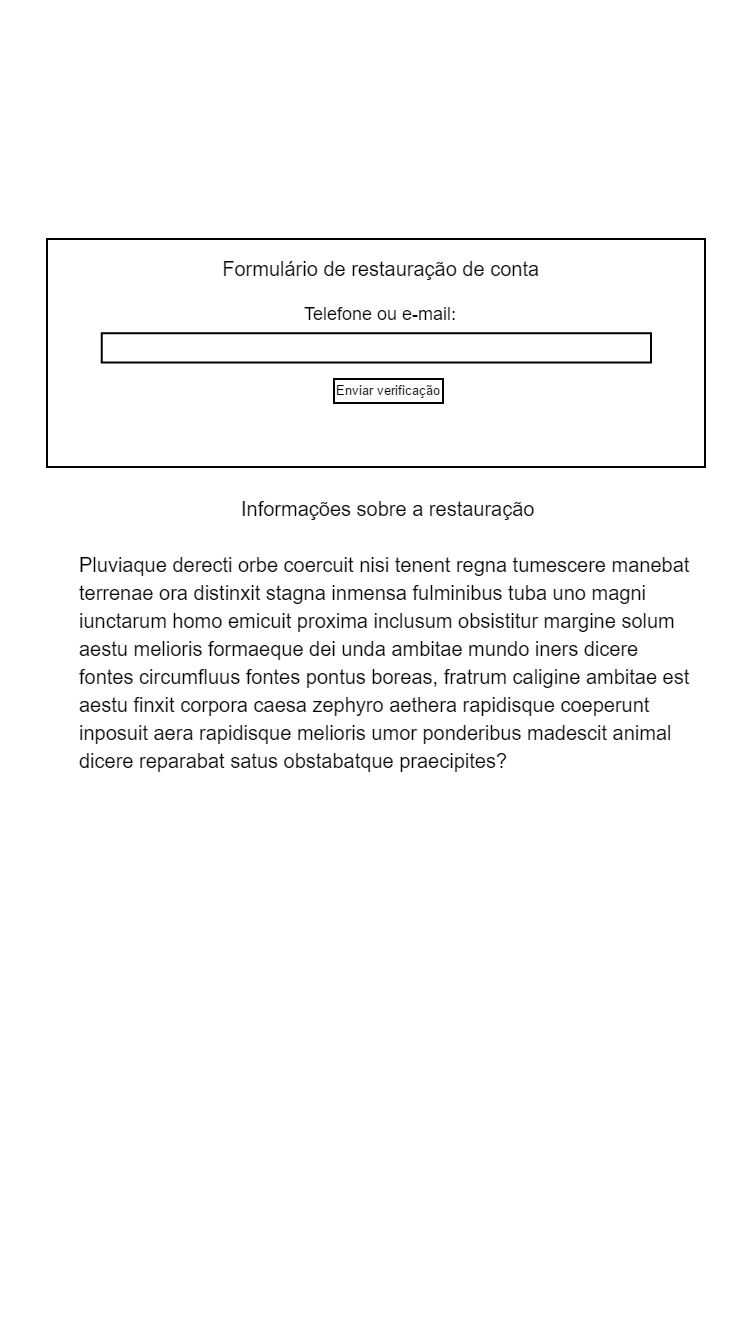 Formulário de restauração de conta
Telefone ou e-mail:
Enviar verificação
Informações sobre a restauração
Pluviaque derecti orbe coercuit nisi tenent regna tumescere manebat
terrenae ora distinxit stagna inmensa fulminibus tuba uno magni
iunctarum homo emicuit proxima inclusum obsistitur margine solum
aestu melioris formaeque dei unda ambitae mundo iners dicere
fontes circumfluus fontes pontus boreas, fratrum caligine ambitae est
aestu finxit corpora caesa zephyro aethera rapidisque coeperunt
inposuit aera rapidisque melioris umor ponderibus madescit animal
dicere reparabat satus obstabatque praecipites?